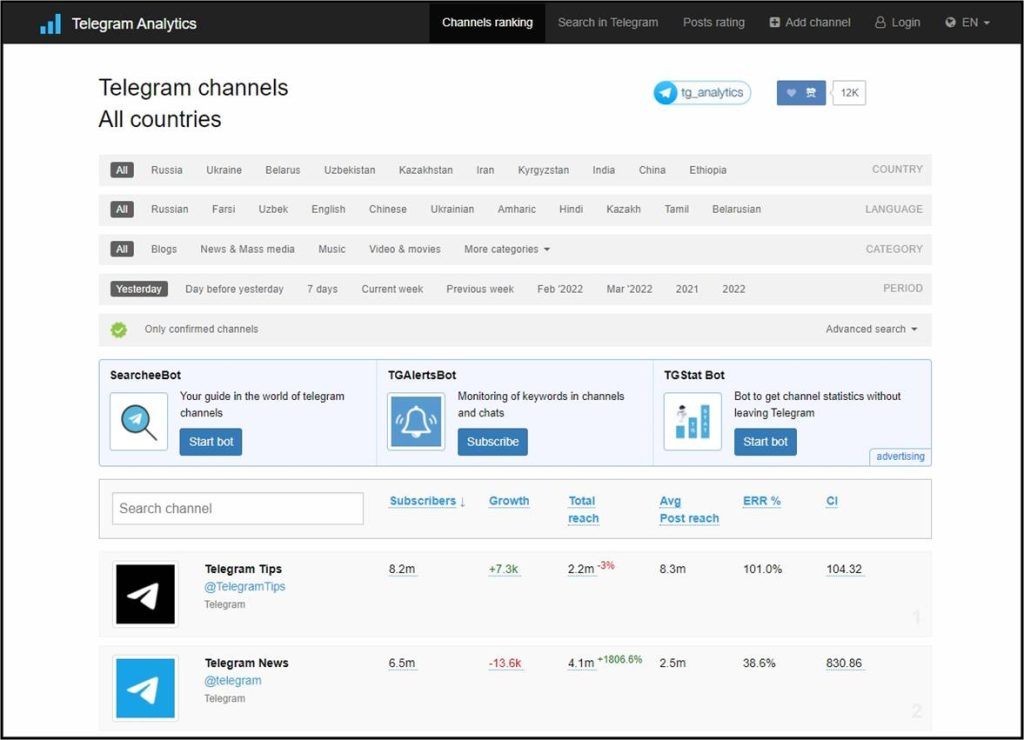 Telegram Analytics
Channels ranking
Search in Telegram
Posts rating
Add channel
Login
EN
Telegram channels
All countries
tg_analytics
12K
All Russia Ukraine Belarus Uzbekistan Kazakhstan Iran Kyrgyzstan India China Ethiopia COUNTRY
All Russian Farsi Uzbek English Chinese Ukrainian Amharic Hindi Kazakh Tamil Belarusian LANGUAGE
All Blogs News & Mass media Music Video & movies More categories CATEGORY
Yesterday Day before yesterday 7 days Current week Previous week Feb '2022 Mar '2022 2021 2022 PERIOD
Only confirmed channels Advanced search
SearcheeBot
Your guide in the world of telegram
channels
Start bot
TGAlertsBot
Monitoring of keywords in channels
and chats
Subscribe
TGStat Bot
Bot to get channel statistics without
leaving Telegram
Start bot
advertising
Search channel
Subscribers ↓
Growth
Total
reach
Avg
Post reach
ERR %
CI
Telegram Tips
@TelegramTips
Telegram
8.2m +7.3k 2.2m -3% 8.3m 101.0% 104.32
1
Telegram News
@telegram
Telegram
6.5m -13.6k 4.1m +1806.6% 2.5m 38.6% 830.86
2